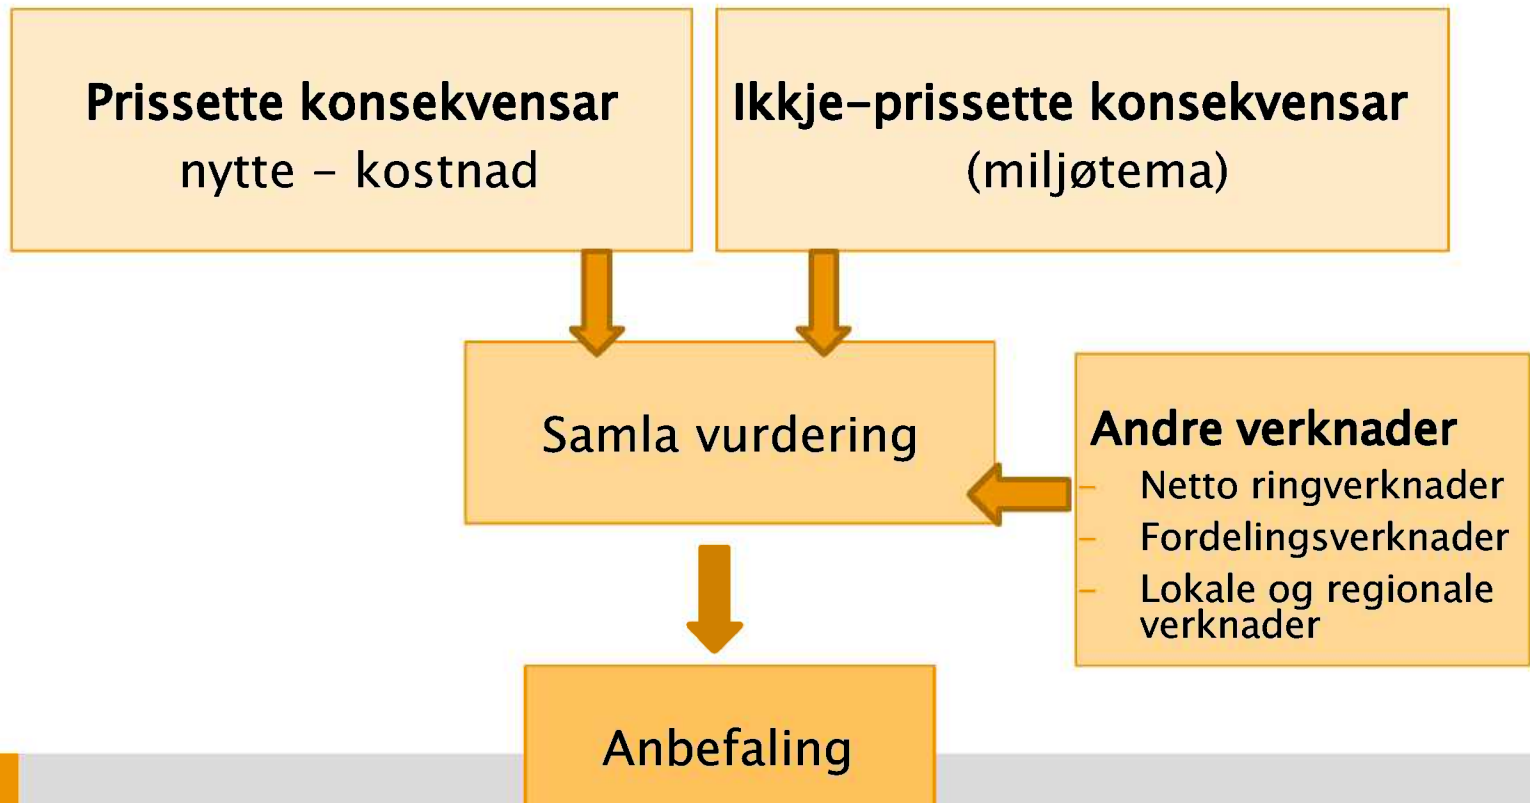 Prissette konsekvensar
nytte – kostnad
Ikkje-prissette konsekvensar
(miljøtema)
Samla vurdering
Andre verknader
– Netto ringverknader
– Fordelingsverknader
– Lokale og regionale
verknader
Anbefaling